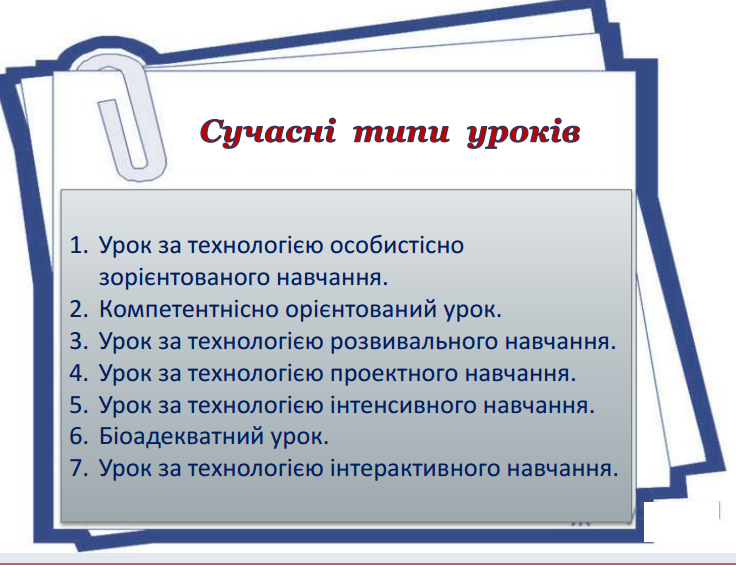 Сучасні типи уроків
1. Урок за технологією особистісно
зорієнтованого навчання.
2. Компетентнісно орієнтований урок.
3. Урок за технологією розвивального навчання.
4. Урок за технологією проектного навчання.
5. Урок за технологією інтенсивного навчання.
6. Біоадекватний урок.
7. Урок за технологією інтерактивного навчання.